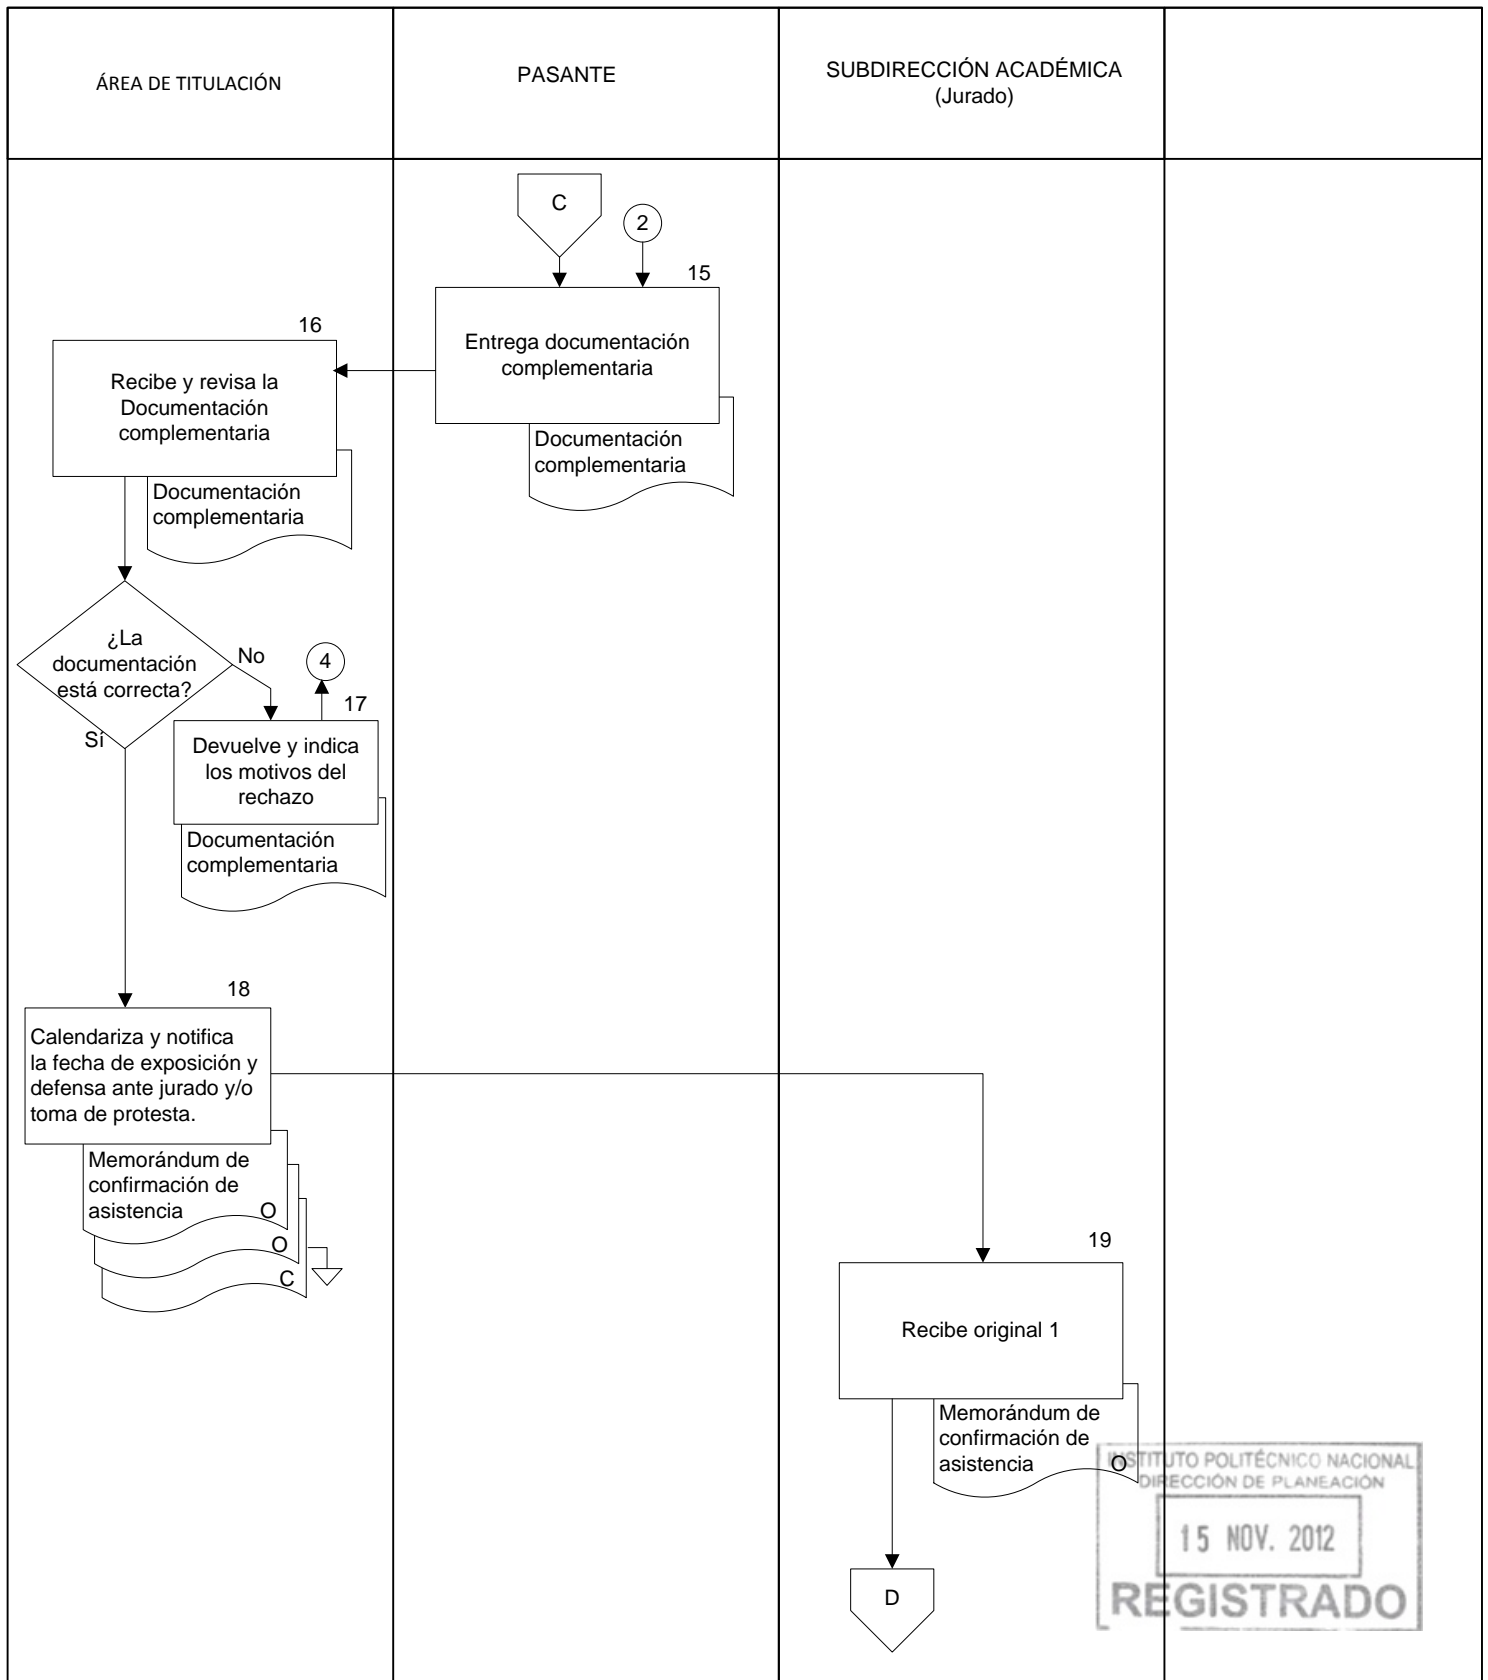 ÁREA DE TITULACIÓN
PASANTE
SUBDIRECCIÓN ACADÉMICA
(Jurado)
C
2
15
Entrega documentación
complementaria
Documentación
complementaria
16
Recibe y revisa la
Documentación
complementaria
Documentación
complementaria
¿La
documentación
está correcta?
No
Sí
4
17
Devuelve y indica
los motivos del
rechazo
Documentación
complementaria
18
Calendariza y notifica
la fecha de exposición y
defensa ante jurado y/o
toma de protesta.
Memorándum de
confirmación de
asistencia O
O
C
19
Recibe original 1
Memorándum de
confirmación de
asistencia O
D
INSTITUTO POLITÉCNICO NACIONAL
DIRECCIÓN DE PLANEACIÓN
15 NOV. 2012
REGISTRADO